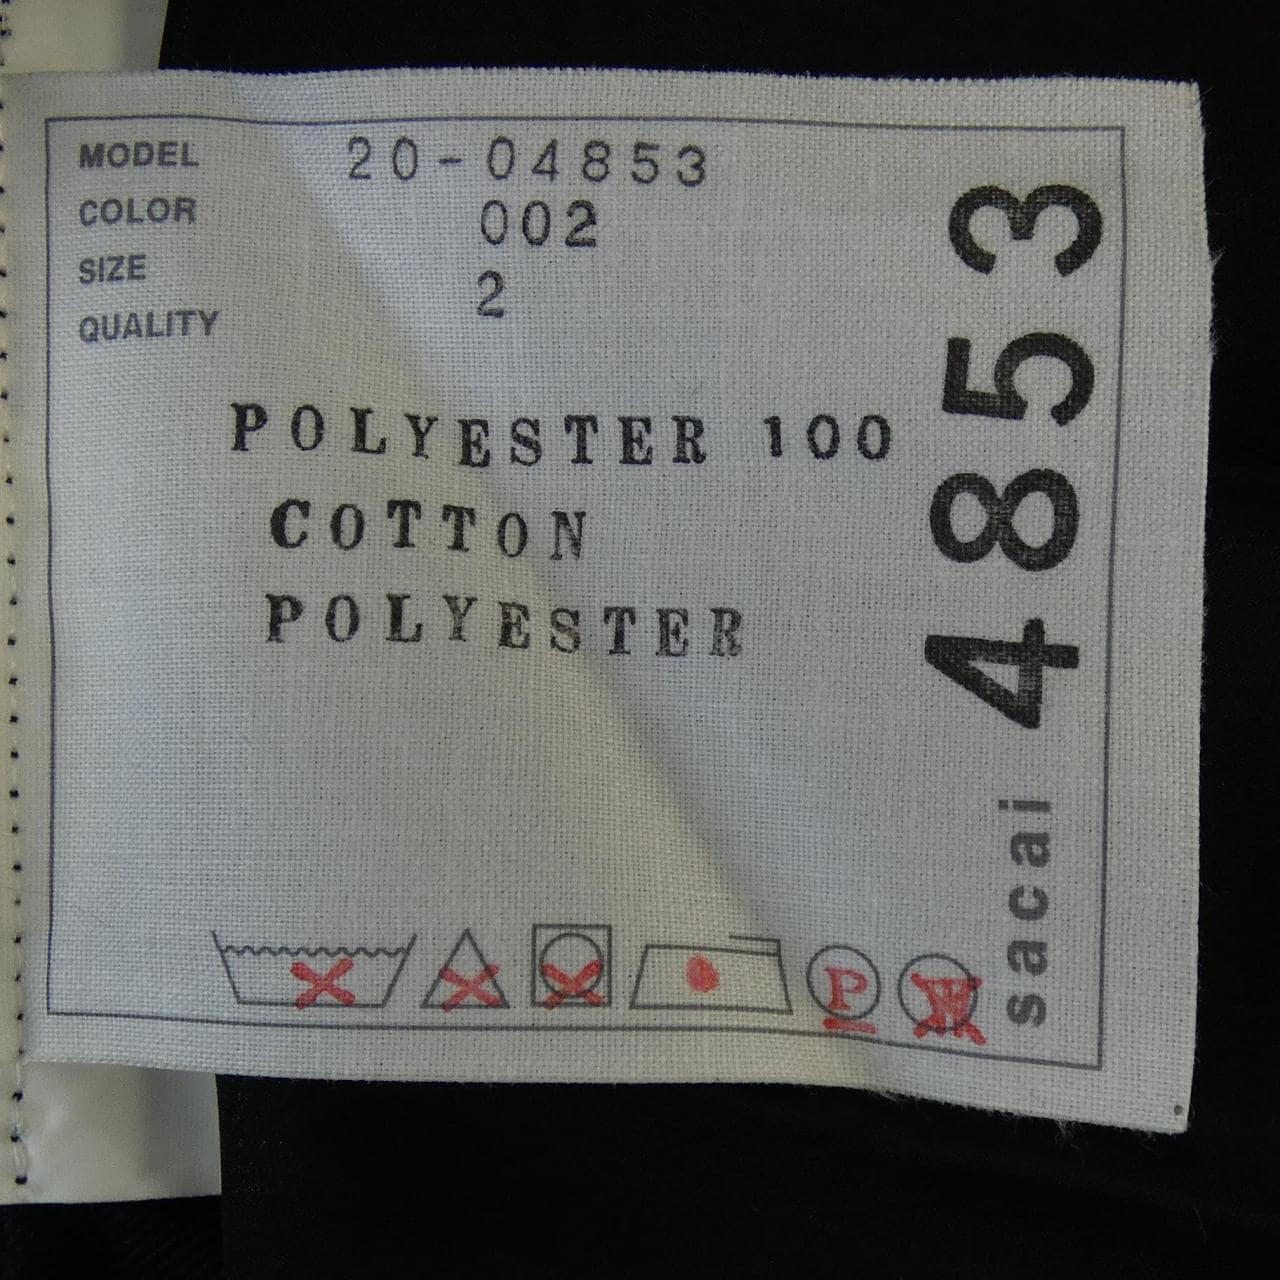 MODEL 20-04853
COLOR 002
SIZE 2
QUALITY
POLYESTER 100
COTTON
POLYESTER
P
W
sacai 4853